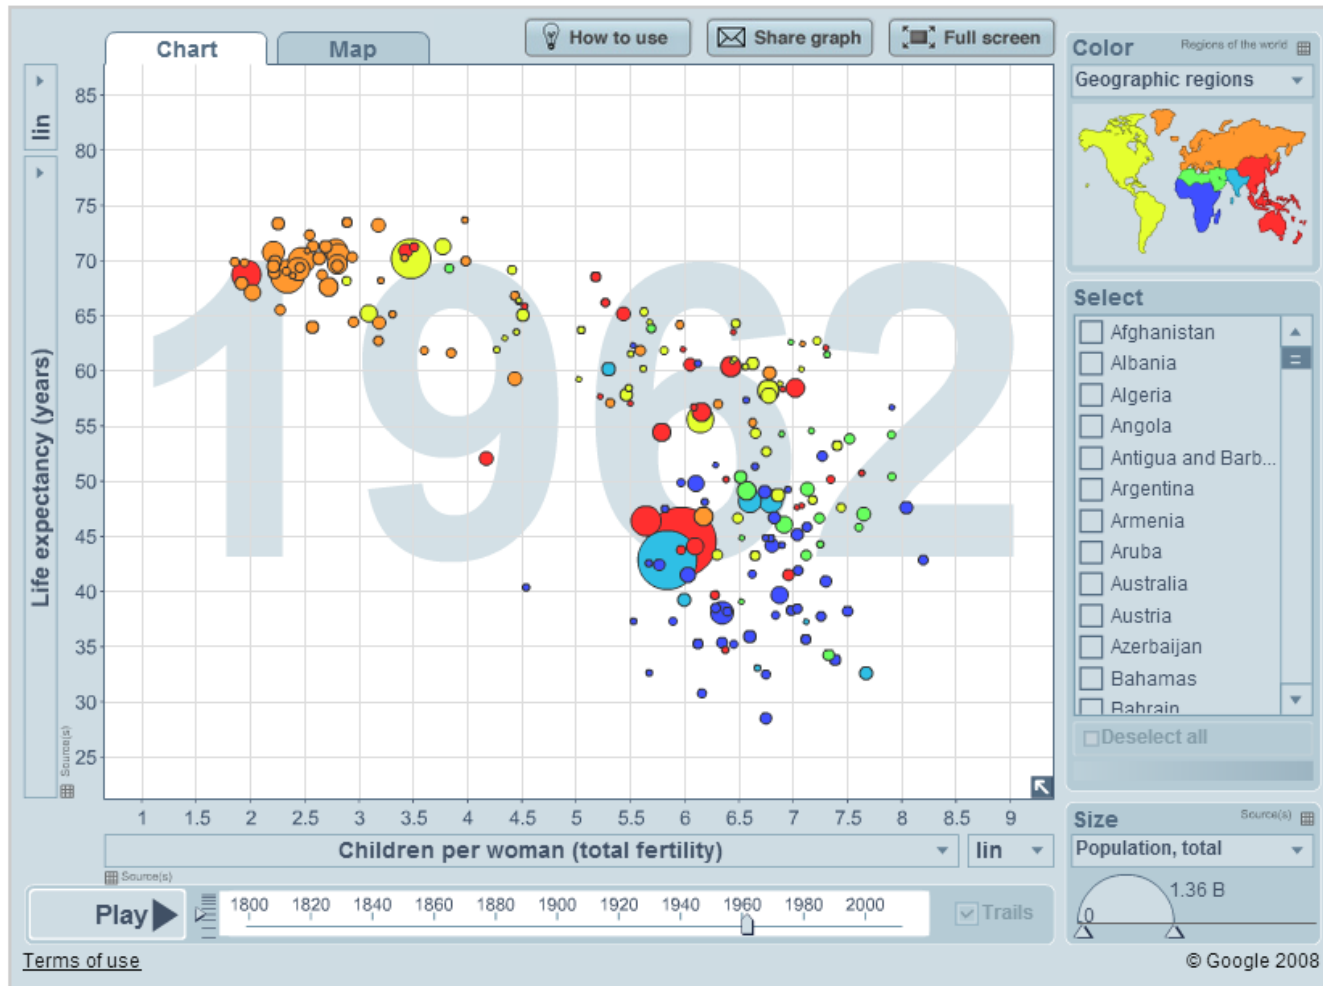 Chart
Map
How to use
Share graph
Full screen
Color
Regions of the world
Geographic regions
lin
Life expectancy (years)
Source(s)
85
80
75
70
65
60
55
50
45
40
35
30
25
1962
1 1.5 2 2.5 3 3.5 4 4.5 5 5.5 6 6.5 7 7.5 8 8.5 9
Children per woman (total fertility)
lin
Source(s)
Select
Afghanistan
Albania
Algeria
Angola
Antigua and Barb...
Argentina
Armenia
Aruba
Australia
Austria
Azerbaijan
Bahamas
Bahrain
Deselect all
Size
Source(s)
Population, total
1.36 B
0
Play
1800 1820 1840 1860 1880 1900 1920 1940 1960 1980 2000
Trails
Terms of use
© Google 2008